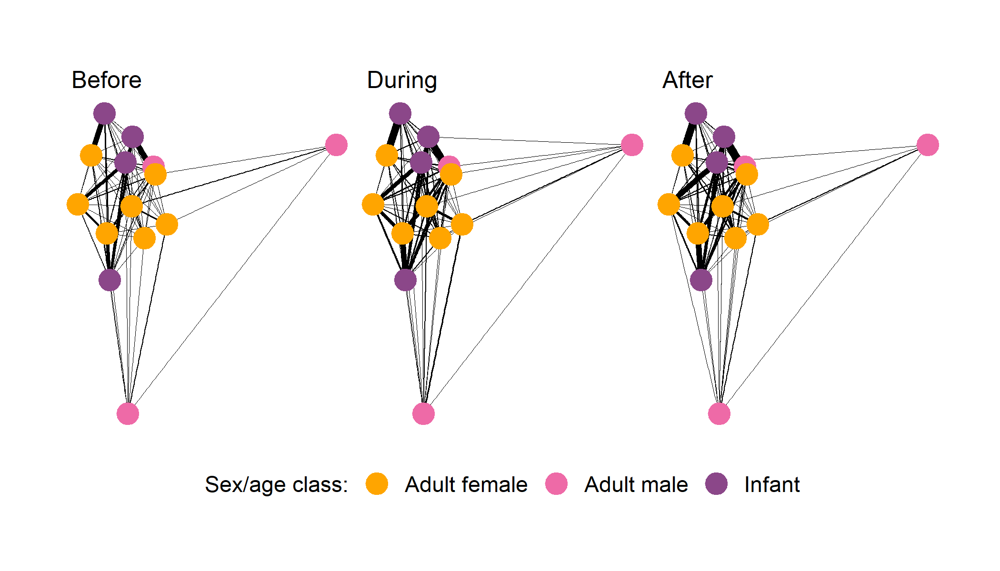 Before
During
After
Sex/age class: Adult female Adult male Infant